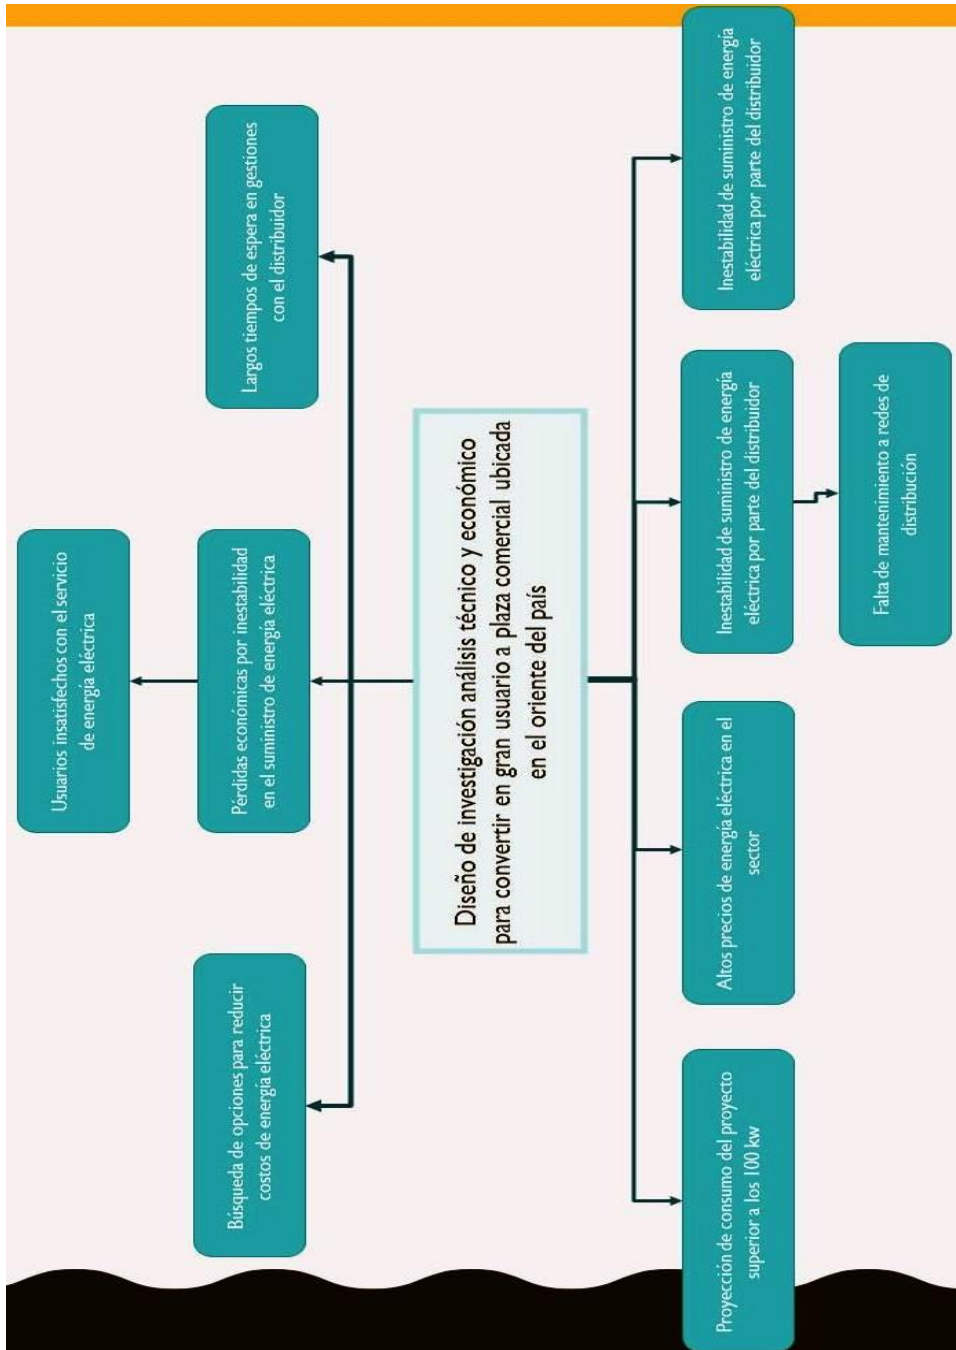 Usuarios insatisfechos con el servicio
de energía eléctrica
Búsqueda de opciones para reducir
costos de energía eléctrica
Pérdidas económicas por inestabilidad
en el suministro de energía eléctrica
Largos tiempos de espera en gestiones
con el distribuidor
Diseño de investigación análisis técnico y económico
para convertir en gran usuario a plaza comercial ubicada
en el oriente del país
Proyección de consumo del proyecto
superior a los 100 kw
Altos precios de energía eléctrica en el
sector
Inestabilidad de suministro de energía
eléctrica por parte del distribuidor
Inestabilidad de suministro de energía
eléctrica por parte del distribuidor
Falta de mantenimiento a redes de
distribución